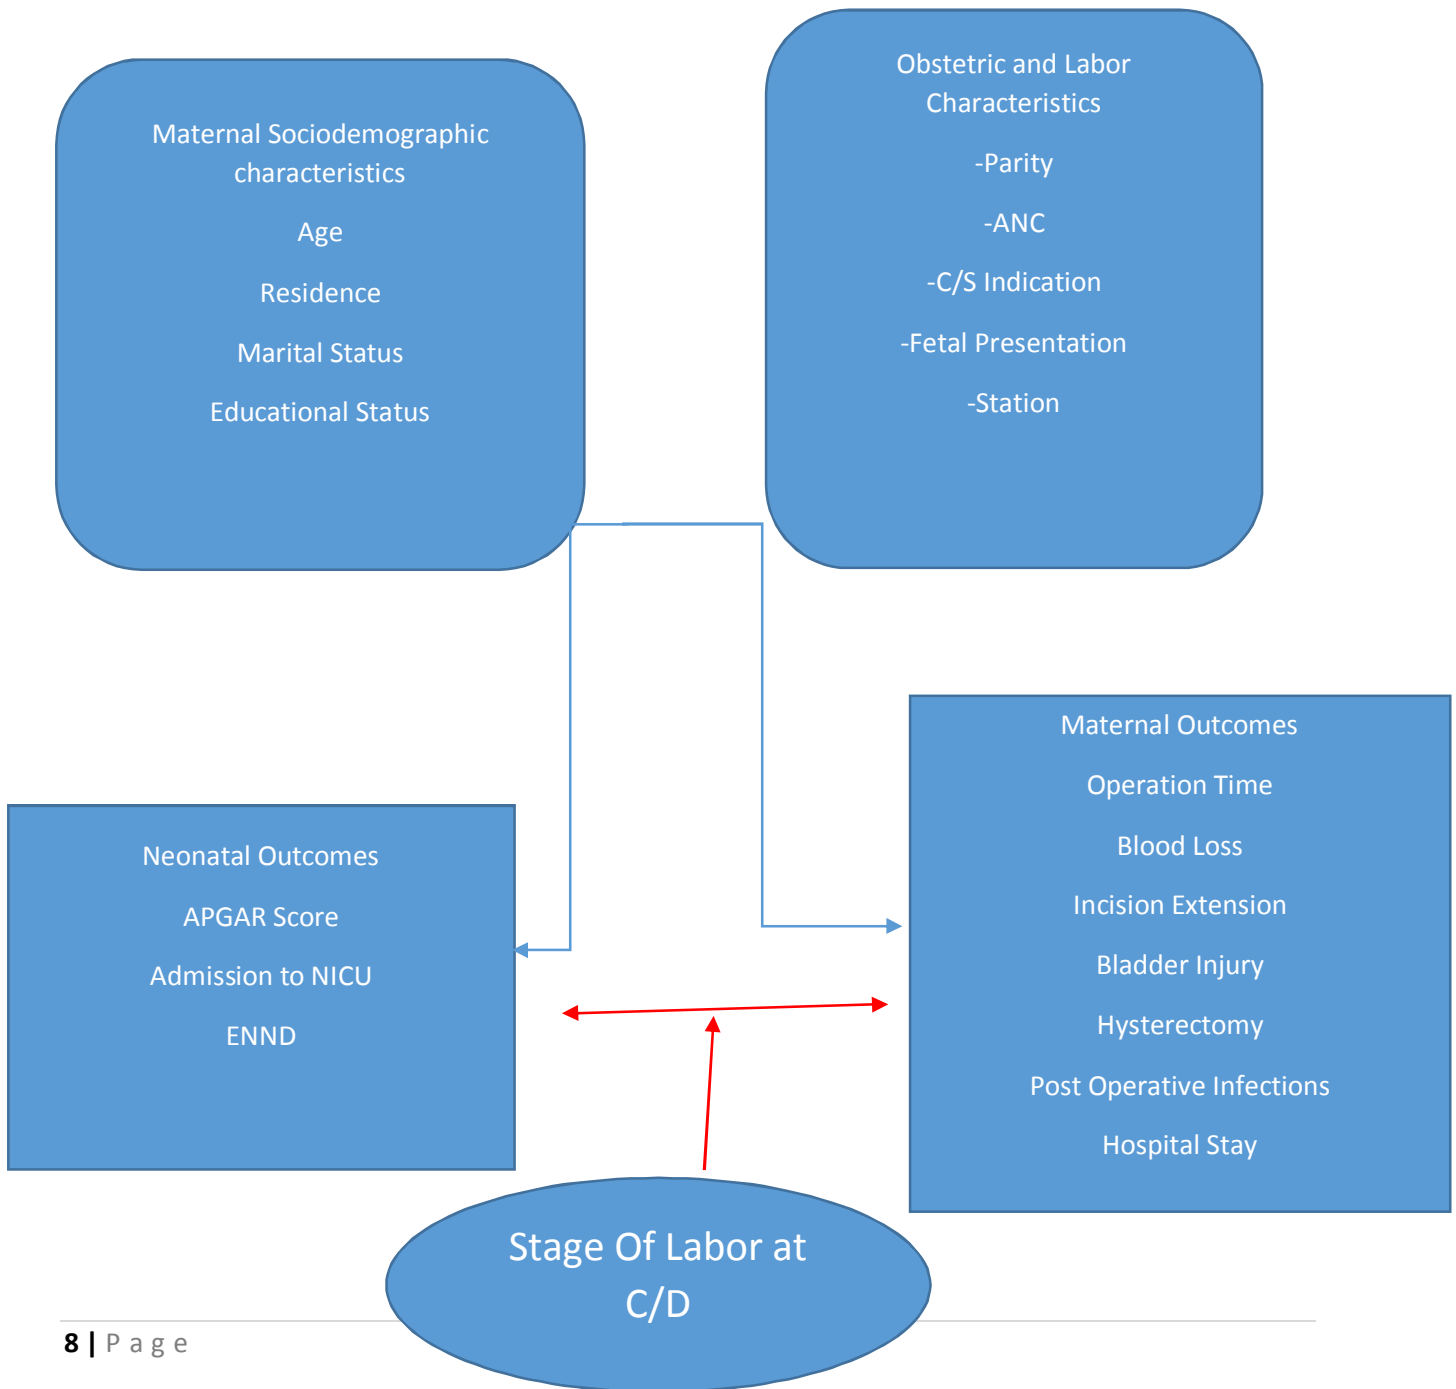 Maternal Sociodemographic
characteristics
Age
Residence
Marital Status
Educational Status
Obstetric and Labor
Characteristics
-Parity
-ANC
-C/S Indication
-Fetal Presentation
-Station
Neonatal Outcomes
APGAR Score
Admission to NICU
ENND
Maternal Outcomes
Operation Time
Blood Loss
Incision Extension
Bladder Injury
Hysterectomy
Post Operative Infections
Hospital Stay
Stage Of Labor at
C/D
8 | P a g e